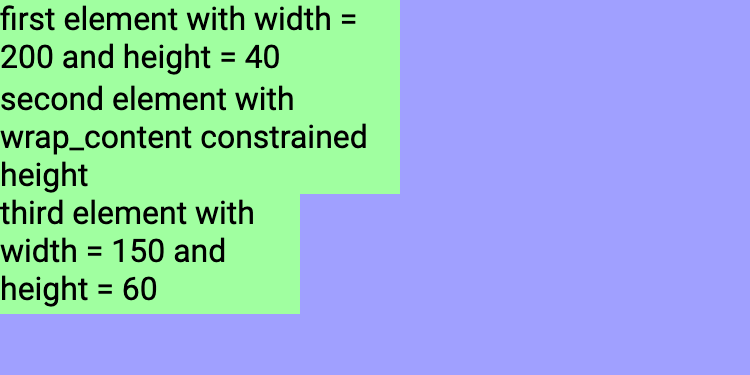 first element with width =
200 and height = 40
second element with
wrap_content constrained
height
third element with
width = 150 and
height = 60